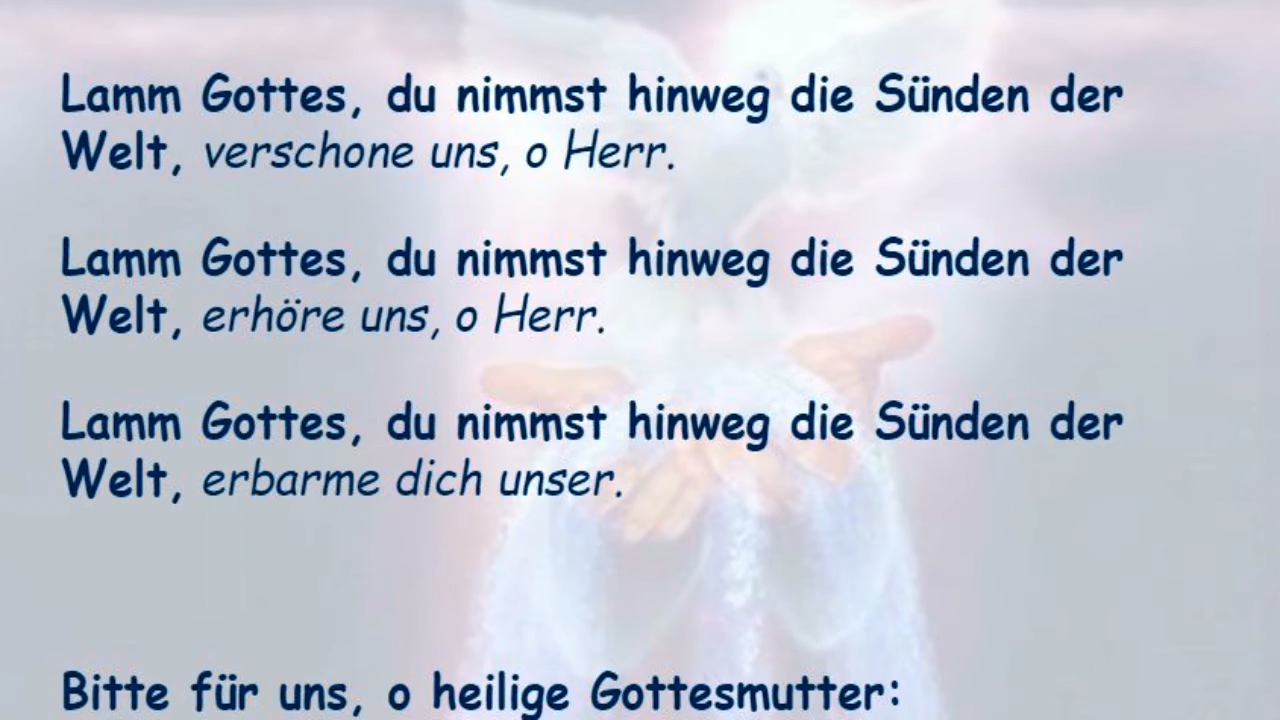 Lamm Gottes, du nimmst hinweg die Sünden der
Welt, verschone uns, o Herr.
Lamm Gottes, du nimmst hinweg die Sünden der
Welt, erhöre uns, o Herr.
Lamm Gottes, du nimmst hinweg die Sünden der
Welt, erbarme dich unser.
Bitte für uns, o heilige Gottesmutter: